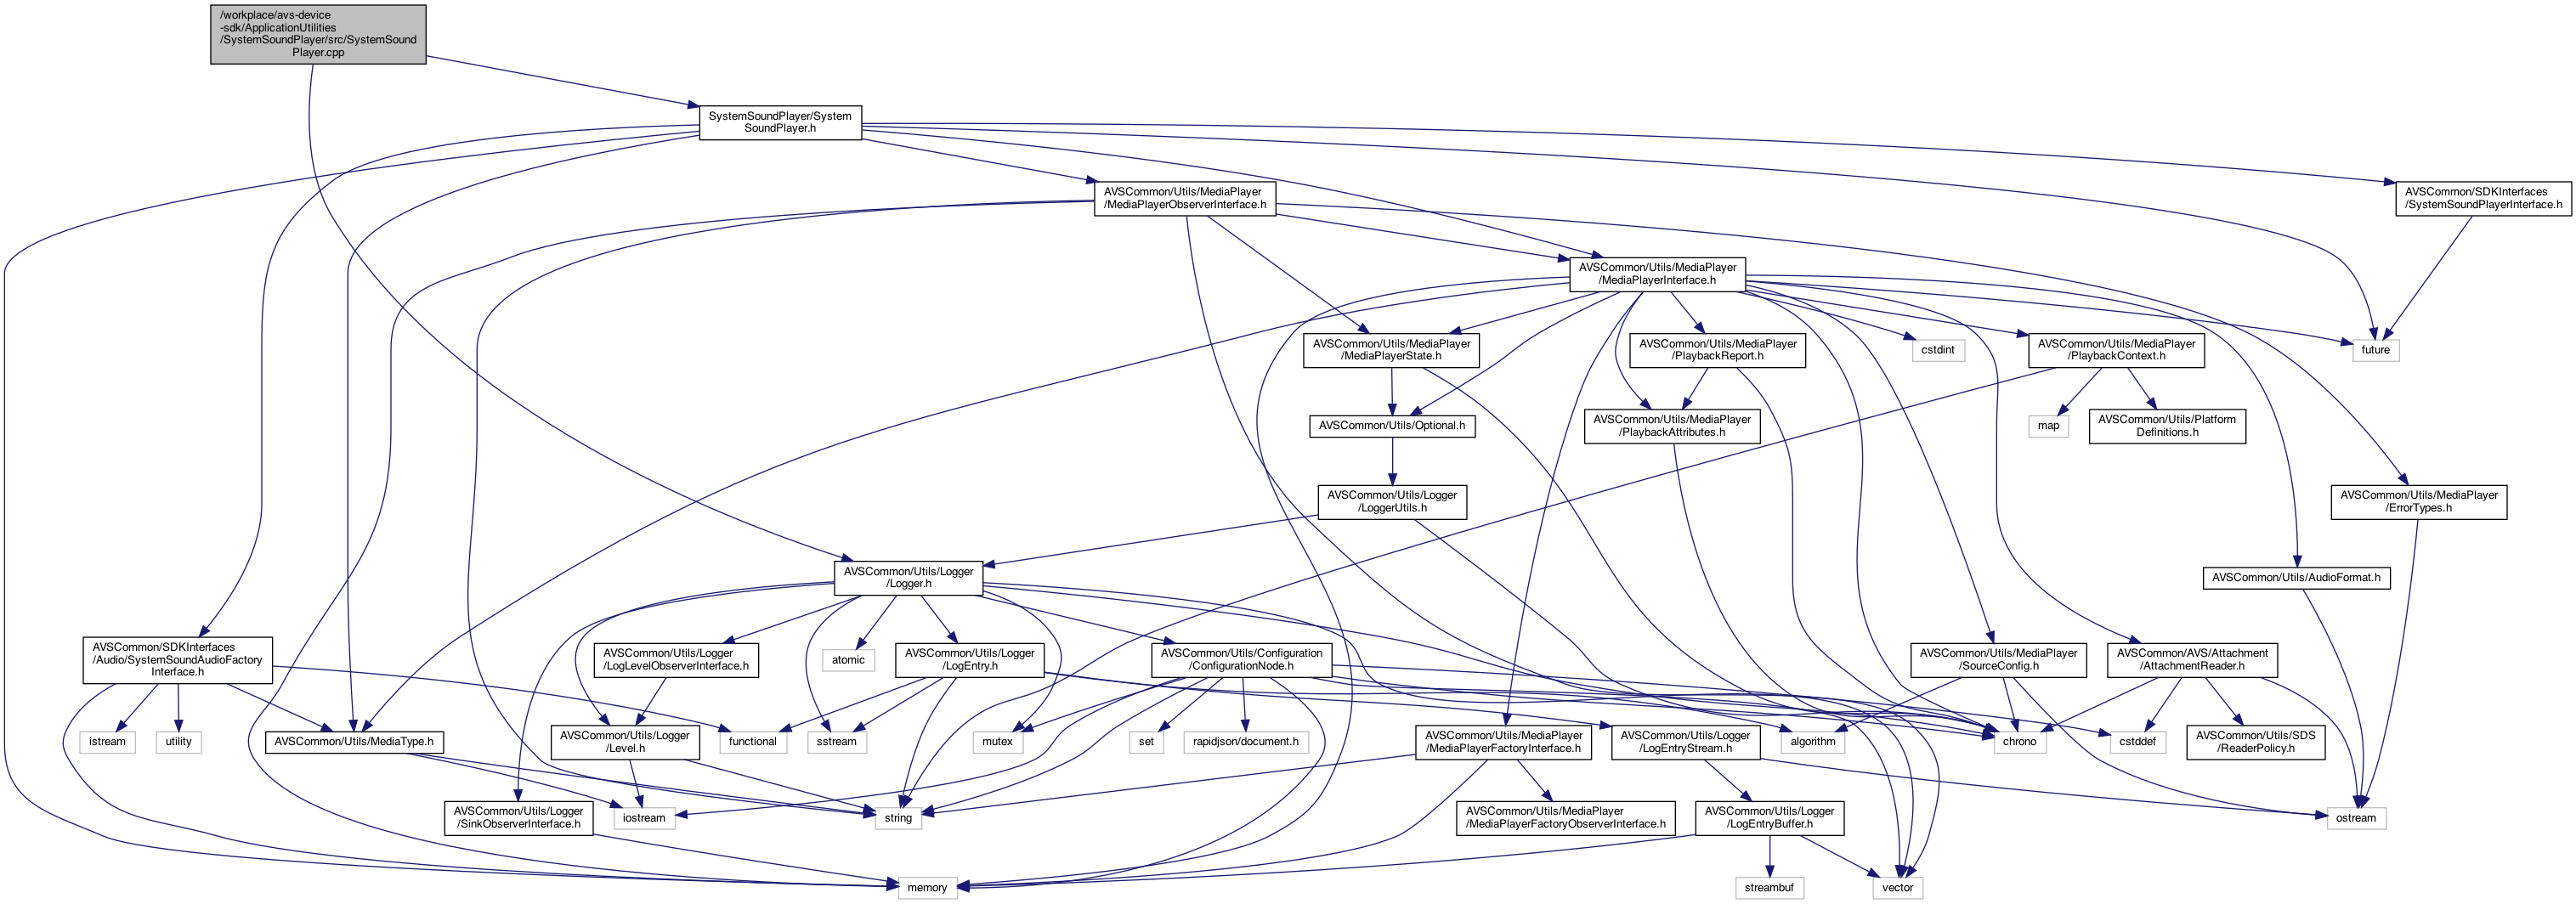 /workplace/avs-device
-sdk/ApplicationUtilities
/SystemSoundPlayer/src/SystemSound
Player.cpp
SystemSoundPlayer/System
SoundPlayer.h
AVSCommon/Utils/MediaPlayer
/MediaPlayerObserverInterface.h
AVSCommon/SDKInterfaces
/SystemSoundPlayerInterface.h
AVSCommon/Utils/MediaPlayer
/MediaPlayerInterface.h
AVSCommon/Utils/MediaPlayer
/MediaPlayerState.h
AVSCommon/Utils/MediaPlayer
/PlaybackReport.h
cstdint
AVSCommon/Utils/MediaPlayer
/PlaybackContext.h
future
AVSCommon/Utils/Optional.h
AVSCommon/Utils/MediaPlayer
/PlaybackAttributes.h
map
AVSCommon/Utils/Platform
Definitions.h
AVSCommon/Utils/Logger
/LoggerUtils.h
AVSCommon/Utils/MediaPlayer
/ErrorTypes.h
AVSCommon/Utils/Logger
/Logger.h
AVSCommon/Utils/AudioFormat.h
AVSCommon/SDKInterfaces
/Audio/SystemSoundAudioFactory
Interface.h
AVSCommon/Utils/Logger
/LogLevelObserverInterface.h
atomic
AVSCommon/Utils/Logger
/LogEntry.h
AVSCommon/Utils/Configuration
/ConfigurationNode.h
AVSCommon/Utils/MediaPlayer
/SourceConfig.h
AVSCommon/AVS/Attachment
/AttachmentReader.h
istream
utility
AVSCommon/Utils/MediaType.h
AVSCommon/Utils/Logger
/Level.h
functional
sstream
mutex
set
rapidjson/document.h
AVSCommon/Utils/MediaPlayer
/MediaPlayerFactoryInterface.h
AVSCommon/Utils/Logger
/LogEntryStream.h
algorithm
chrono
cstddef
AVSCommon/Utils/SDS
/ReaderPolicy.h
AVSCommon/Utils/Logger
/SinkObserverInterface.h
iostream
string
AVSCommon/Utils/MediaPlayer
/MediaPlayerFactoryObserverInterface.h
AVSCommon/Utils/Logger
/LogEntryBuffer.h
ostream
memory
streambuf
vector